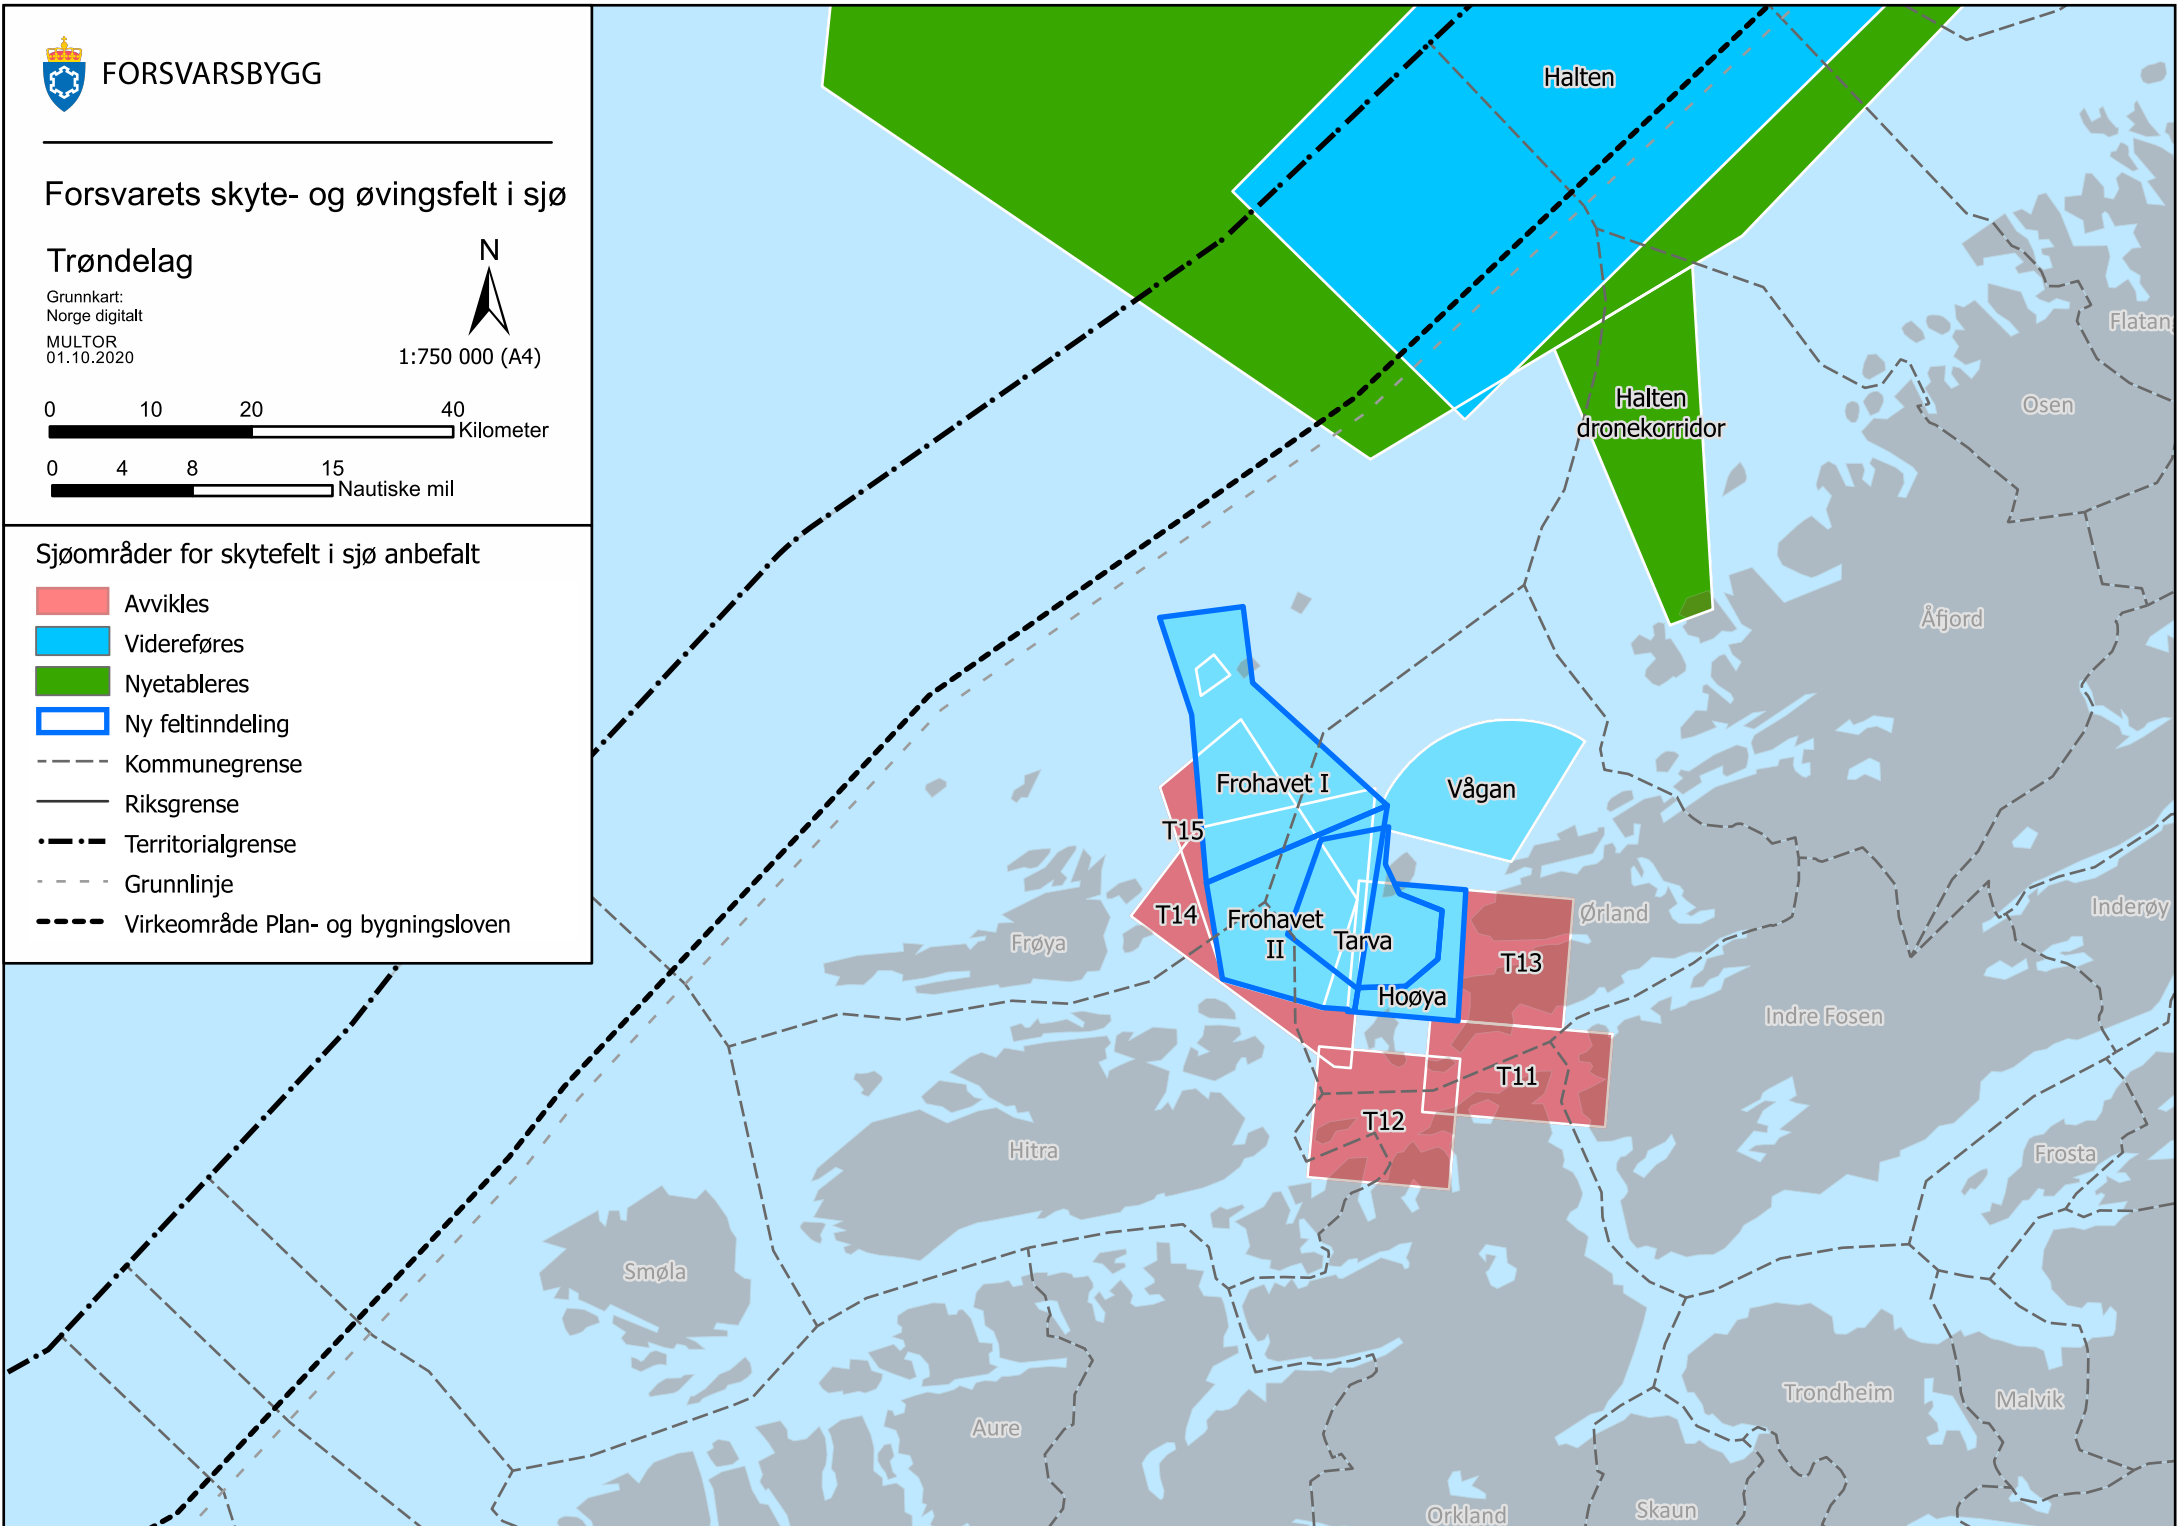 FORSVARSBYGG
Forsvarets skyte- og øvingsfelt i sjø
Trøndelag
Grunnkart:
Norge digitalt
MULTOR
01.10.2020
N
1:750 000 (A4)
0 10 20 40
Kilometer
0 4 8 15
Nautiske mil
Sjøområder for skytefelt i sjø anbefalt
Avvikles
Videreføres
Nyetableres
Ny feltinndeling
Kommunegrense
Riksgrense
Territorialgrense
Grunnlinje
Virkeområde Plan- og bygningsloven
Halten
Halten
dronekorridor
Flatan
Osen
Åfjord
Frohavet I
Vågan
T15
T14
Frohavet
II
Tarva
Hoøya
T13
Ørland
Inderøy
Frøya
Indre Fosen
T11
T12
Hitra
Frosta
Smøla
Trondheim
Malvik
Aure
Orkland
Skaun